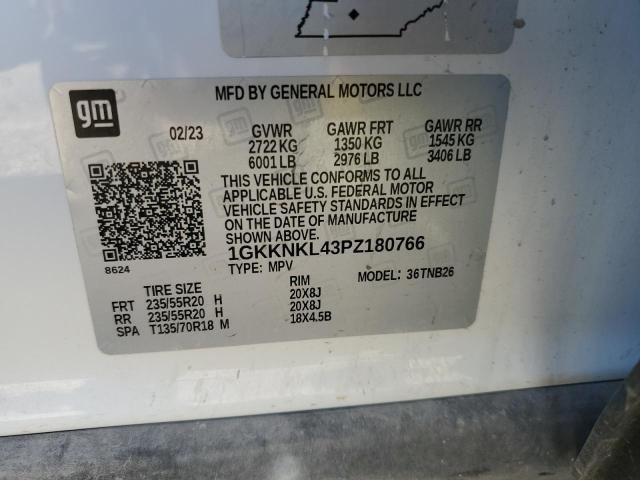 gm
MFD BY GENERAL MOTORS LLC
02/23 GVWR GAWR FRT GAWR RR
2722 KG 1350 KG 1545 KG
6001 LB 2976 LB 3406 LB
THIS VEHICLE CONFORMS TO ALL
APPLICABLE U.S. FEDERAL MOTOR
VEHICLE SAFETY STANDARDS IN EFFECT
ON THE DATE OF MANUFACTURE
SHOWN ABOVE.
1GKKNKL43PZ180766
8624
TYPE: MPV MODEL: 36TNB26
TIRE SIZE RIM
FRT 235/55R20 H 20X8J
RR 235/55R20 H 20X8J
SPA T135/70R18 M 18X4.5B